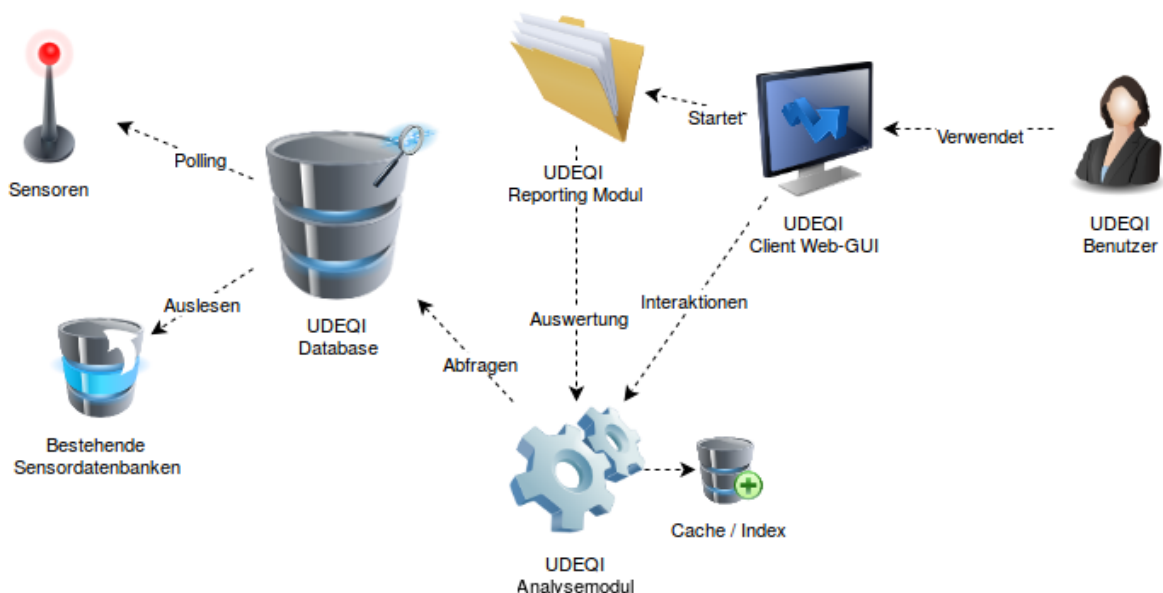 Startet
Verwendet
Polling
Sensoren
UDEQI
Reporting Modul
UDEQI
Client Web-GUI
UDEQI
Benutzer
Auslesen
Interaktionen
Auswertung
UDEQI
Database
Abfragen
Bestehende
Sensordatenbanken
Cache / Index
UDEQI
Analysemodul